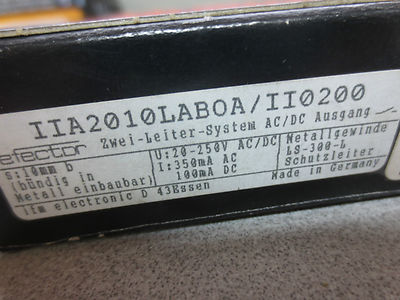 IIA2010LABOA/II0200
efector Zwei-Leiter-System AC/DC Ausgang
s:10mm b
(bündig in
Metall einbaubar)
U:20-250V AC/DC
I:350mA AC
100mA DC
Metallgewinde
LS-300-L
Schutzleiter
ifm electronic D 43Essen
Made in Germany